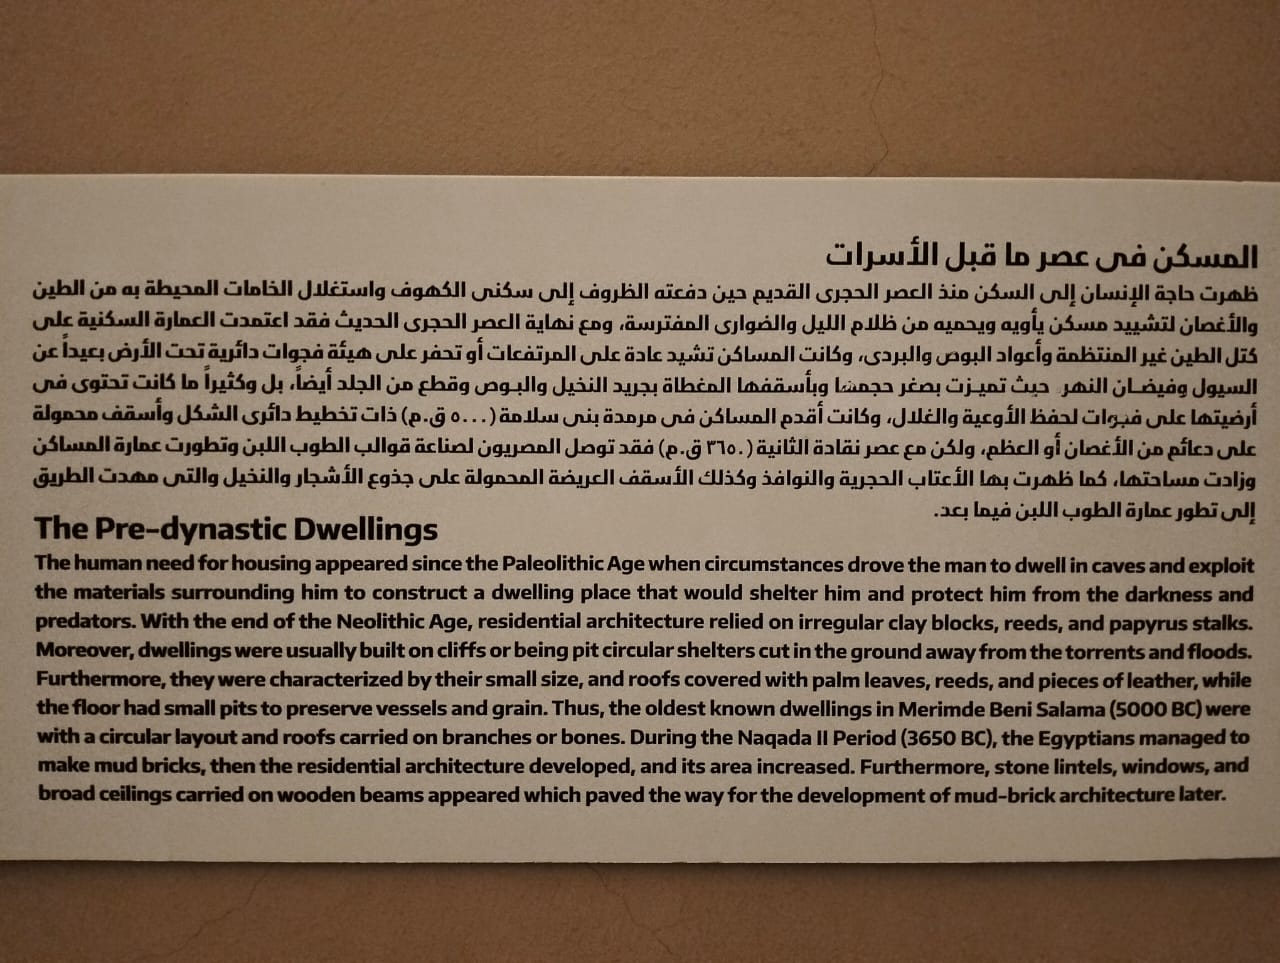 المسكن فى عصر ما قبل الأسرات
ظهرت حاجة الإنسان إلى السكن منذ العصر الحجرى القديم حين دفعته الظروف إلى سكنى الكهوف واستغلال الخامات المحيطة به من الطين
والأغصان لتشييد مسكن يأويه ويحميه من ظلام الليل والضوارى المفترسة، ومع نهاية العصر الحجرى الحديث فقد اعتمدت العمارة السكنية على
كتل الطين غير المنتظمة وأعواد البوص والبردى، وكانت المساكن تشيد عادة على المرتفعات أو تحفر على هيئة فجوات دائرية تحت الأرض بعيداً عن
السيول وفيضان النهر حيث تميزت بصغر حجمها وبأسقفها المغطاة بجريد النخيل والبوص وقطع من الجلد أيضاً، بل وكثيراً ما كانت تحتوى فى
أرضيتها على فجوات لحفظ الأوعية والغلال، وكانت أقدم المساكن فى مرمدة بنى سلامة (٥٠٠٠ ق.م) ذات تخطيط دائرى الشكل وأسقف محمولة
على دعائم من الأغصان أو العظم، ولكن مع عصر نقادة الثانية (٣٦٥٠ ق.م) فقد توصل المصريون لصناعة قوالب الطوب اللبن وتطورت عمارة المساكن
وزادت مساحتها، كما ظهرت بها الأعتاب الحجرية والنوافذ وكذلك الأسقف العريضة المحمولة على جذوع الأشجار والنخيل والتى مهدت الطريق
إلى تطور عمارة الطوب اللبن فيما بعد.
The Pre-dynastic Dwellings
The human need for housing appeared since the Paleolithic Age when circumstances drove the man to dwell in caves and exploit
the materials surrounding him to construct a dwelling place that would shelter him and protect him from the darkness and
predators. With the end of the Neolithic Age, residential architecture relied on irregular clay blocks, reeds, and papyrus stalks.
Moreover, dwellings were usually built on cliffs or being pit circular shelters cut in the ground away from the torrents and floods.
Furthermore, they were characterized by their small size, and roofs covered with palm leaves, reeds, and pieces of leather, while
the floor had small pits to preserve vessels and grain. Thus, the oldest known dwellings in Merimde Beni Salama (5000 BC) were
with a circular layout and roofs carried on branches or bones. During the Naqada II Period (3650 BC), the Egyptians managed to
make mud bricks, then the residential architecture developed, and its area increased. Furthermore, stone lintels, windows, and
broad ceilings carried on wooden beams appeared which paved the way for the development of mud-brick architecture later.